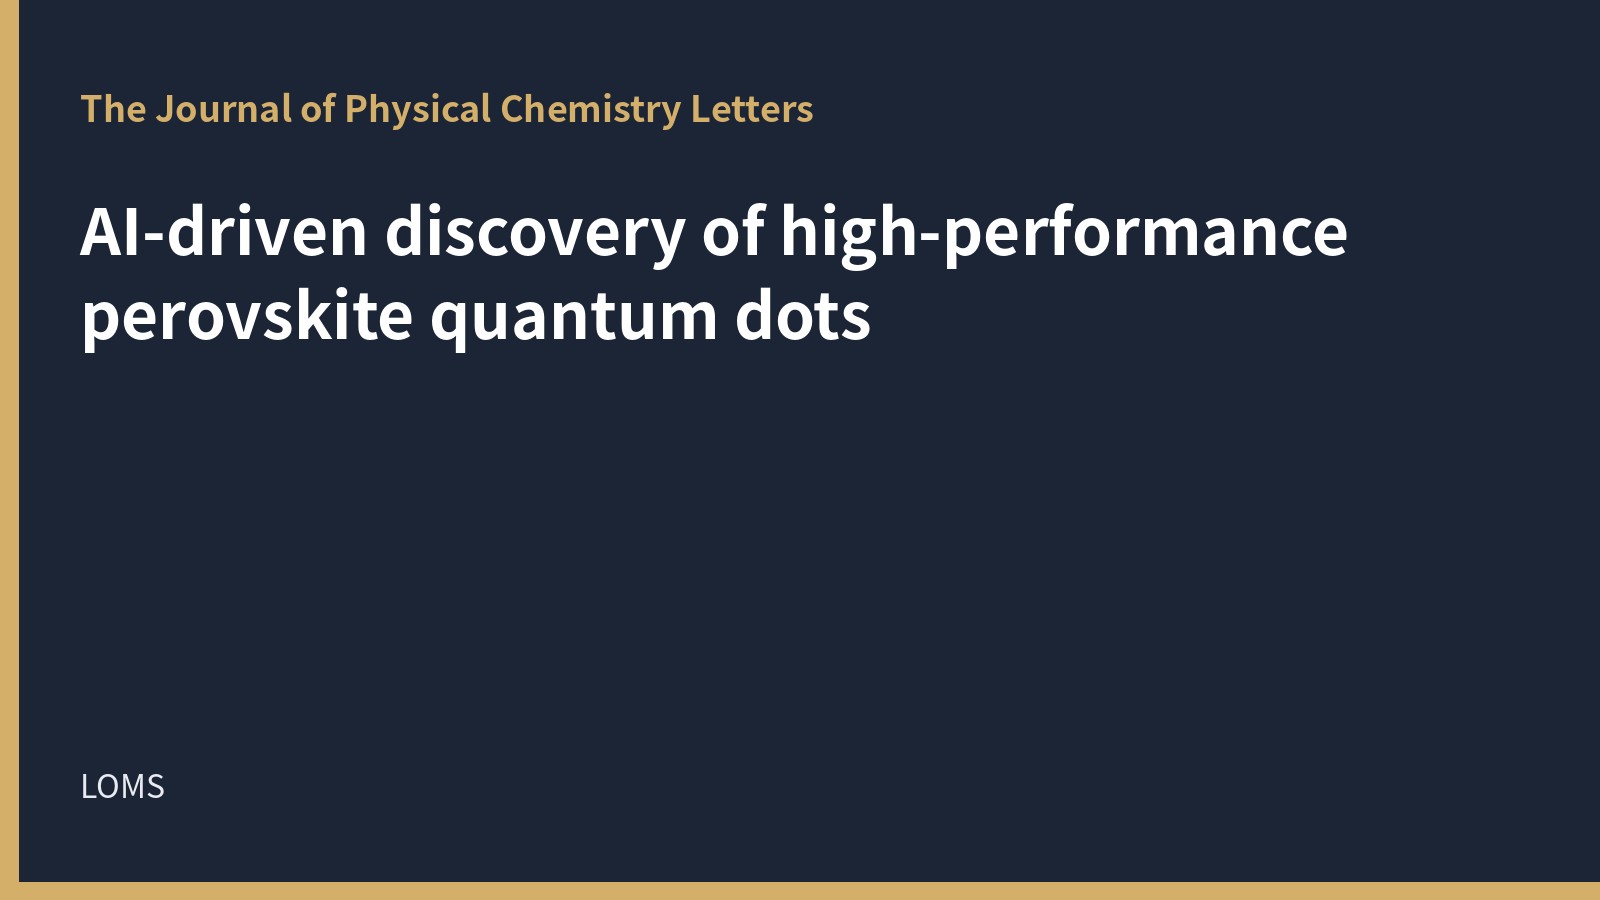 The Journal of Physical Chemistry Letters
AI-driven discovery of high-performance
perovskite quantum dots
LOMS